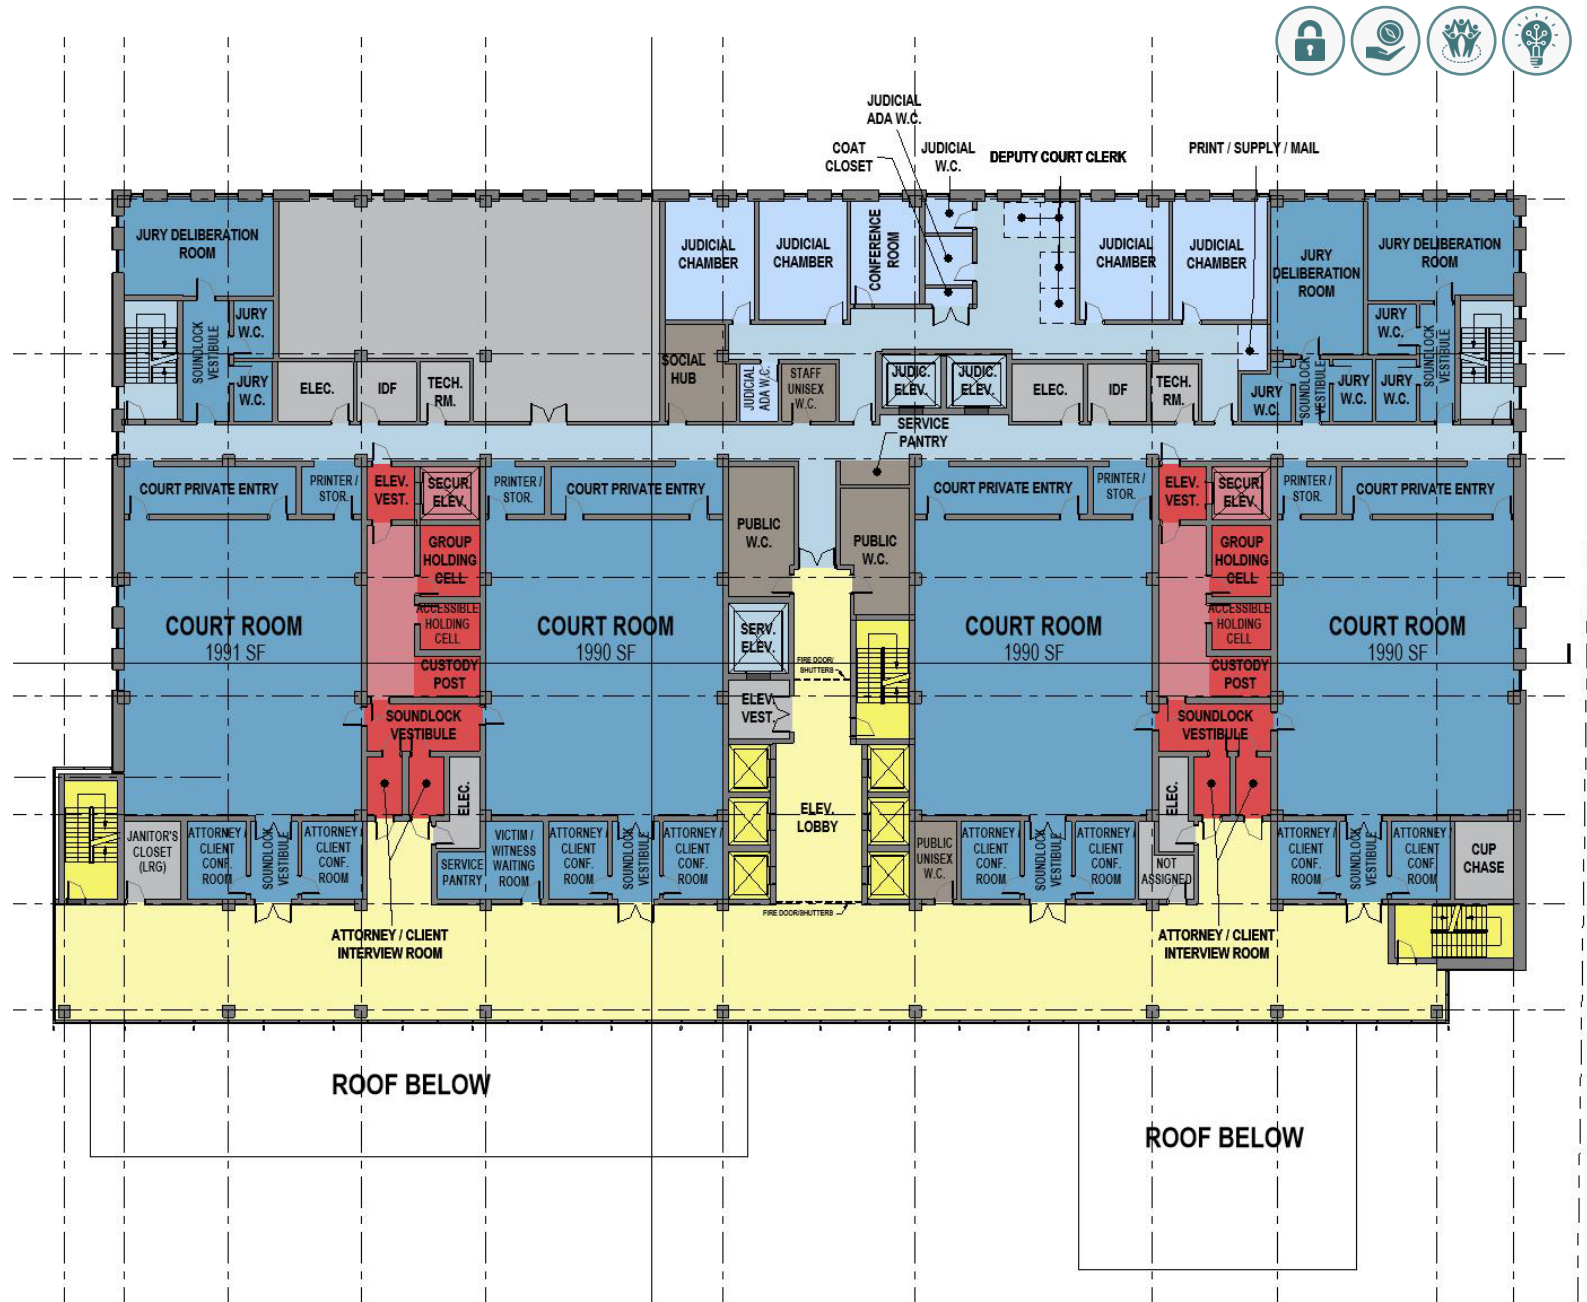 JUDICIAL
ADA W.C.
COAT
CLOSET
JUDICIAL
W.C.
DEPUTY COURT CLERK
PRINT / SUPPLY / MAIL
JURY DELIBERATION
ROOM
JUDICIAL
CHAMBER
JUDICIAL
CHAMBER
CONFERENCE
ROOM
JUDICIAL
CHAMBER
JUDICIAL
CHAMBER
JURY
DELIBERATION
ROOM
JURY DELIBERATION
ROOM
SOUNDLOCK
VESTIBULE
JURY
W.C.
JURY
W.C.
ELEC.
IDF
TECH.
RM.
SOCIAL
HUB
JUDICIAL
ADA W.C.
STAFF
UNISEX
W.C.
JUDIC.
ELEV.
JUDIC.
ELEV.
ELEC.
IDF
TECH.
RM.
JURY
W.C.
SOUNDLOCK
VESTIBULE
JURY
W.C.
JURY
W.C.
JURY
W.C.
SOUNDLOCK
VESTIBULE
SERVICE
PANTRY
COURT PRIVATE ENTRY
PRINTER /
STOR.
ELEV.
VEST.
SECUR.
ELEV.
PRINTER /
STOR.
COURT PRIVATE ENTRY
PUBLIC
W.C.
PUBLIC
W.C.
COURT PRIVATE ENTRY
PRINTER /
STOR.
ELEV.
VEST.
SECUR.
ELEV.
PRINTER /
STOR.
COURT PRIVATE ENTRY
GROUP
HOLDING
CELL
GROUP
HOLDING
CELL
COURT ROOM
1991 SF
ACCESSIBLE
HOLDING
CELL
COURT ROOM
1990 SF
SERV.
ELEV.
COURT ROOM
1990 SF
ACCESSIBLE
HOLDING
CELL
COURT ROOM
1990 SF
CUSTODY
POST
FIRE DOOR/
SHUTTERS
CUSTODY
POST
SOUNDLOCK
VESTIBULE
ELEV.
VEST.
SOUNDLOCK
VESTIBULE
ELEC.
ELEV.
LOBBY
ELEC.
JANITOR'S
CLOSET
(LRG)
ATTORNEY /
CLIENT
CONF.
ROOM
SOUNDLOCK
VESTIBULE
ATTORNEY /
CLIENT
CONF.
ROOM
SERVICE
PANTRY
VICTIM /
WITNESS
WAITING
ROOM
ATTORNEY /
CLIENT
CONF.
ROOM
SOUNDLOCK
VESTIBULE
ATTORNEY /
CLIENT
CONF.
ROOM
PUBLIC
UNISEX
W.C.
ATTORNEY /
CLIENT
CONF.
ROOM
SOUNDLOCK
VESTIBULE
ATTORNEY /
CLIENT
CONF.
ROOM
NOT
ASSIGNED
ATTORNEY /
CLIENT
CONF.
ROOM
SOUNDLOCK
VESTIBULE
ATTORNEY /
CLIENT
CONF.
ROOM
CUP
CHASE
FIRE DOOR/SHUTTERS
ATTORNEY / CLIENT
INTERVIEW ROOM
ATTORNEY / CLIENT
INTERVIEW ROOM
ROOF BELOW
ROOF BELOW